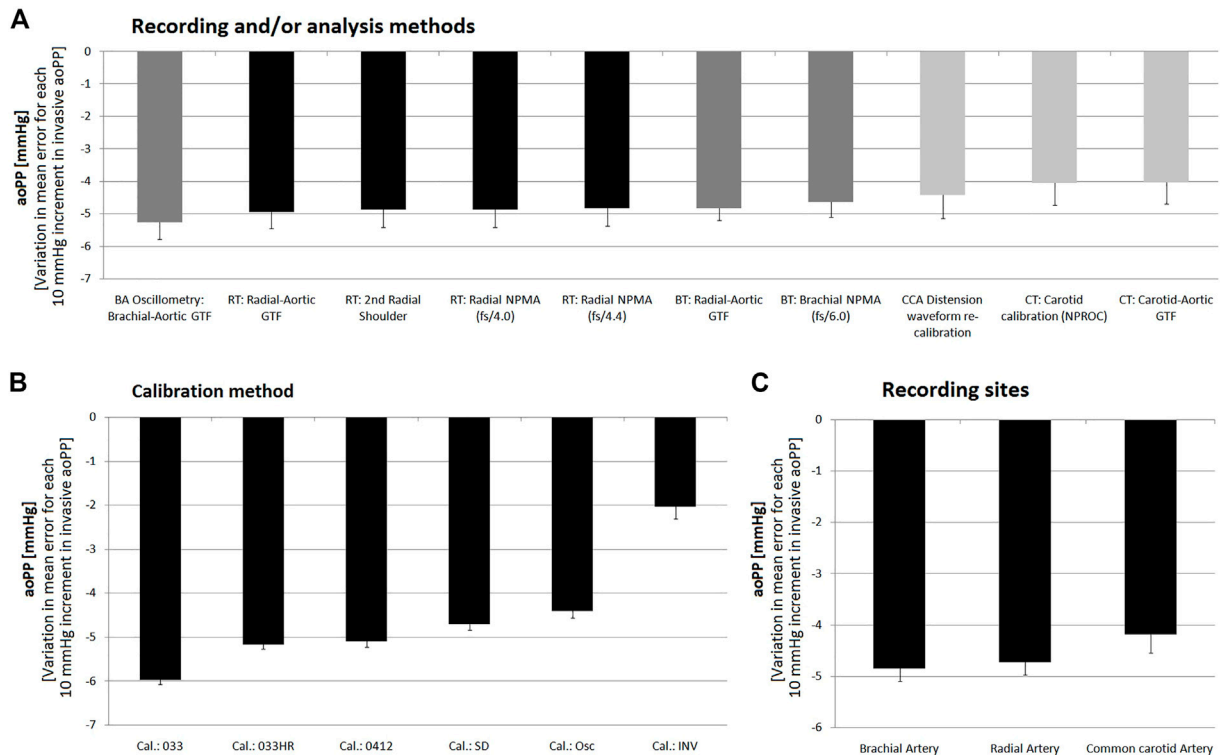 A
Recording and/or analysis methods
aoPP [mmHg]
[Variation in mean error for each
10 mmHg increment in invasive aoPP]
0
-1
-2
-3
-4
-5
-6
-7
BA Oscillometry:
Brachial-Aortic GTF
RT: Radial-Aortic
GTF
RT: 2nd Radial
Shoulder
RT: Radial NPMA
(fs/4.0)
RT: Radial NPMA
(fs/4.4)
BT: Radial-Aortic
GTF
BT: Brachial NPMA
(fs/6.0)
CCA Distension
waveform re-
calibration
CT: Carotid
calibration (NPROC)
CT: Carotid-Aortic
GTF
B
Calibration method
aoPP [mmHg]
[Variation in mean error for each
10 mmHg increment in invasive aoPP]
0
-1
-2
-3
-4
-5
-6
-7
Cal.: 033
Cal.: 033HR
Cal.: 0412
Cal.: SD
Cal.: Osc
Cal.: INV
C
Recording sites
aoPP [mmHg]
[Variation in mean error for each
10 mmHg increment in invasive aoPP]
0
-1
-2
-3
-4
-5
-6
Brachial Artery
Radial Artery
Common carotid Artery